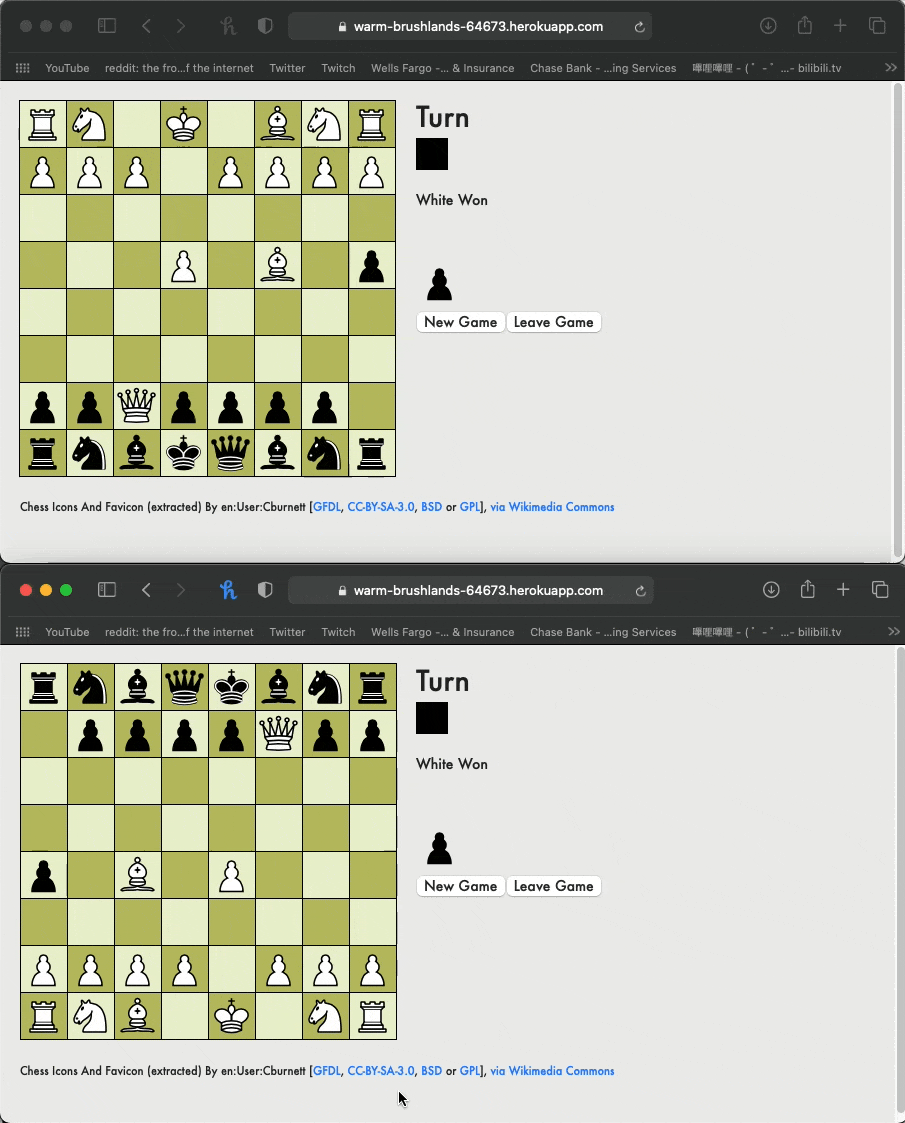 warm-brushlands-64673.herokuapp.com
YouTube reddit: the fro...f the internet Twitter Twitch Wells Fargo -... & Insurance Chase Bank - ...ing Services 嗶哩嗶哩 - ( ゜- ゜...- bilibili.tv
Turn
White Won
New Game Leave Game
Chess Icons And Favicon (extracted) By en:User:Cburnett [GFDL, CC-BY-SA-3.0, BSD or GPL], via Wikimedia Commons
warm-brushlands-64673.herokuapp.com
YouTube reddit: the fro...f the internet Twitter Twitch Wells Fargo -... & Insurance Chase Bank - ...ing Services 嗶哩嗶哩 - ( ゜- ゜...- bilibili.tv
Turn
White Won
New Game Leave Game
Chess Icons And Favicon (extracted) By en:User:Cburnett [GFDL, CC-BY-SA-3.0, BSD or GPL], via Wikimedia Commons